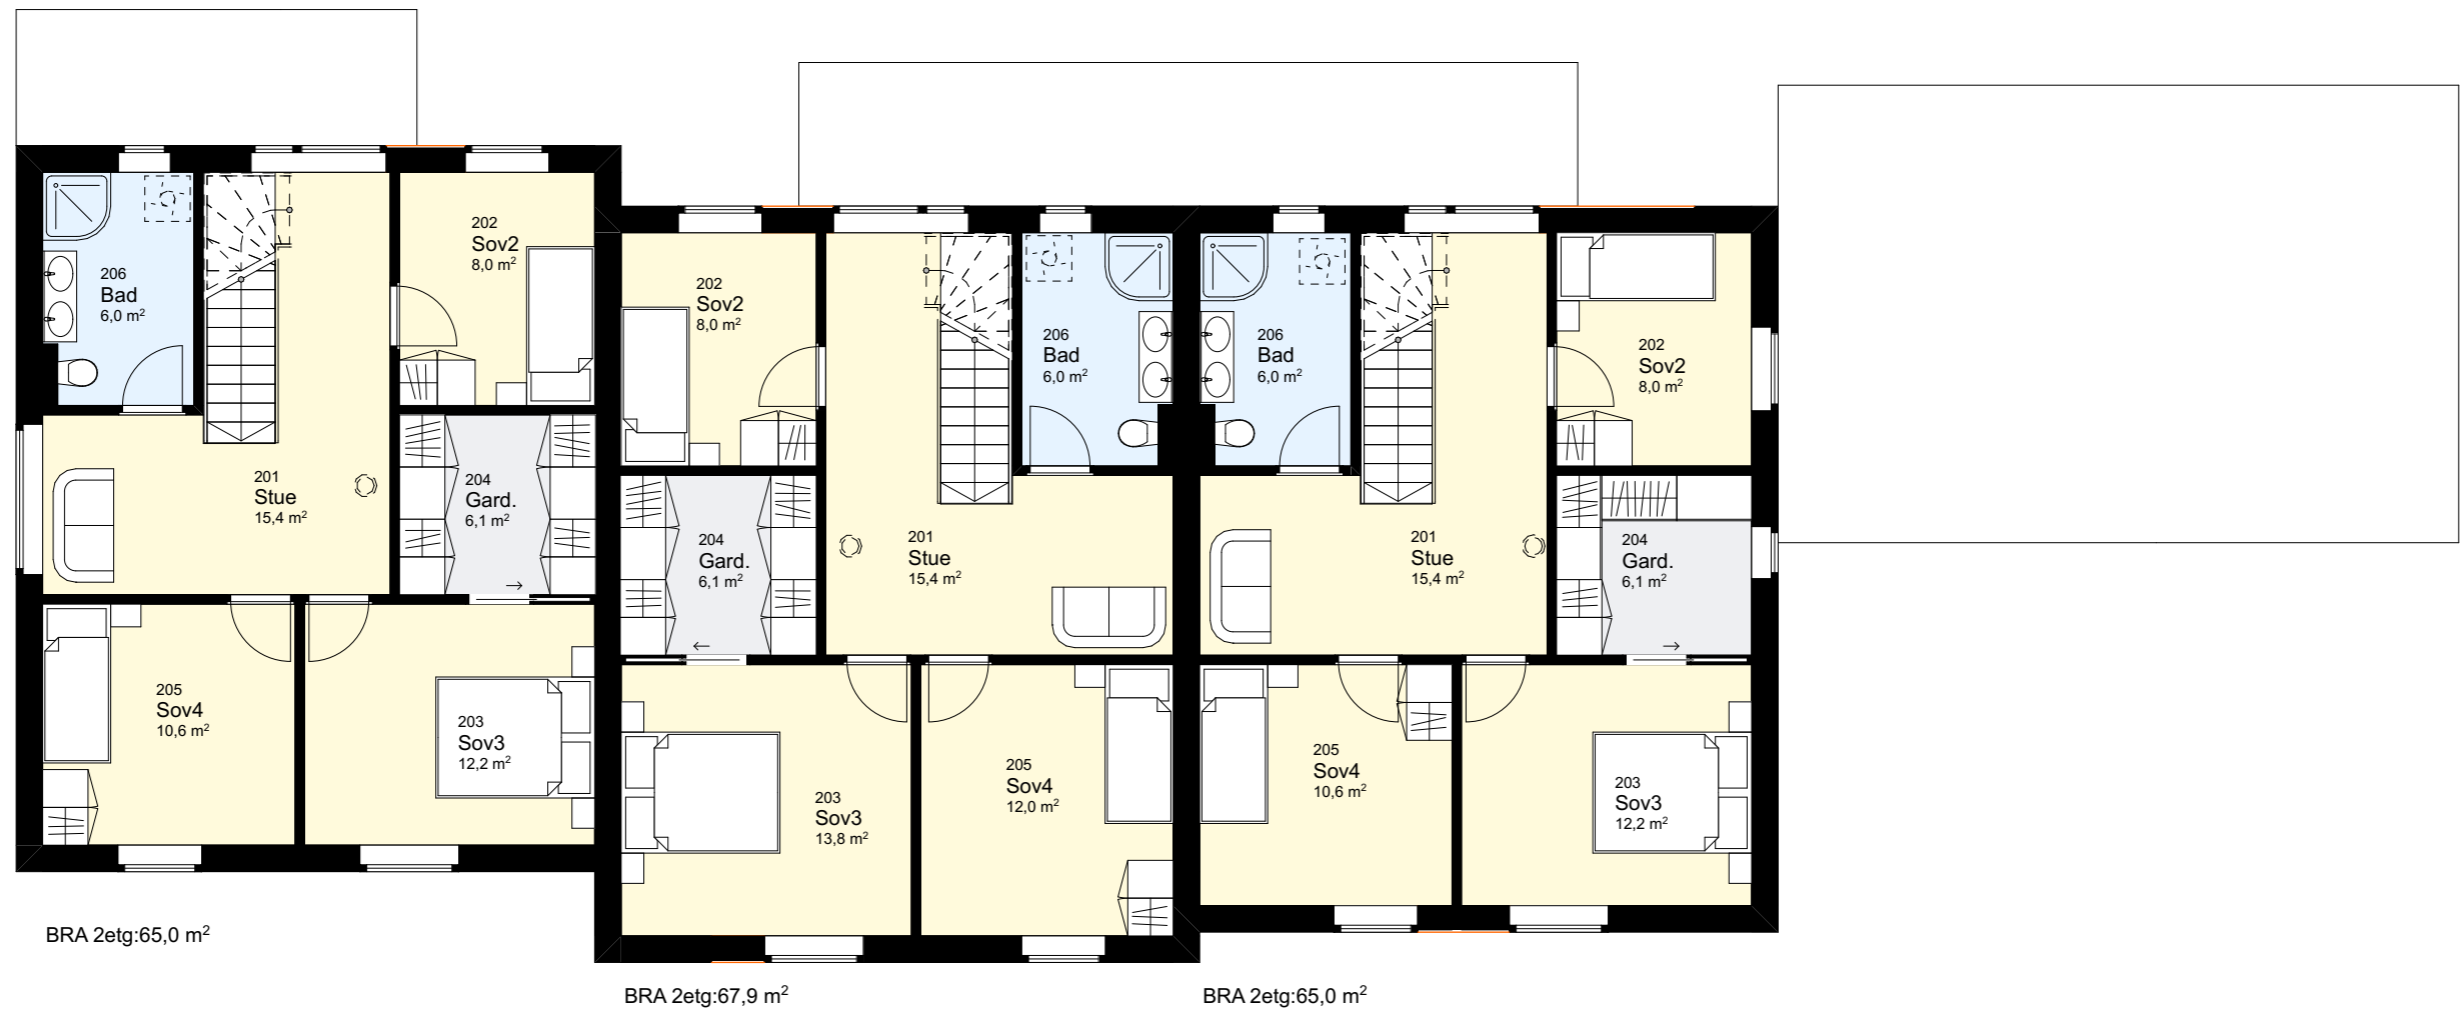 202
Sov2
8,0 m²
206
Bad
6,0 m²
201
Stue
15,4 m²
204
Gard.
6,1 m²
205
Sov4
10,6 m²
203
Sov3
12,2 m²
BRA 2etg:65,0 m²
202
Sov2
8,0 m²
206
Bad
6,0 m²
204
Gard.
6,1 m²
201
Stue
15,4 m²
203
Sov3
13,8 m²
205
Sov4
12,0 m²
BRA 2etg:67,9 m²
206
Bad
6,0 m²
202
Sov2
8,0 m²
201
Stue
15,4 m²
204
Gard.
6,1 m²
205
Sov4
10,6 m²
203
Sov3
12,2 m²
BRA 2etg:65,0 m²